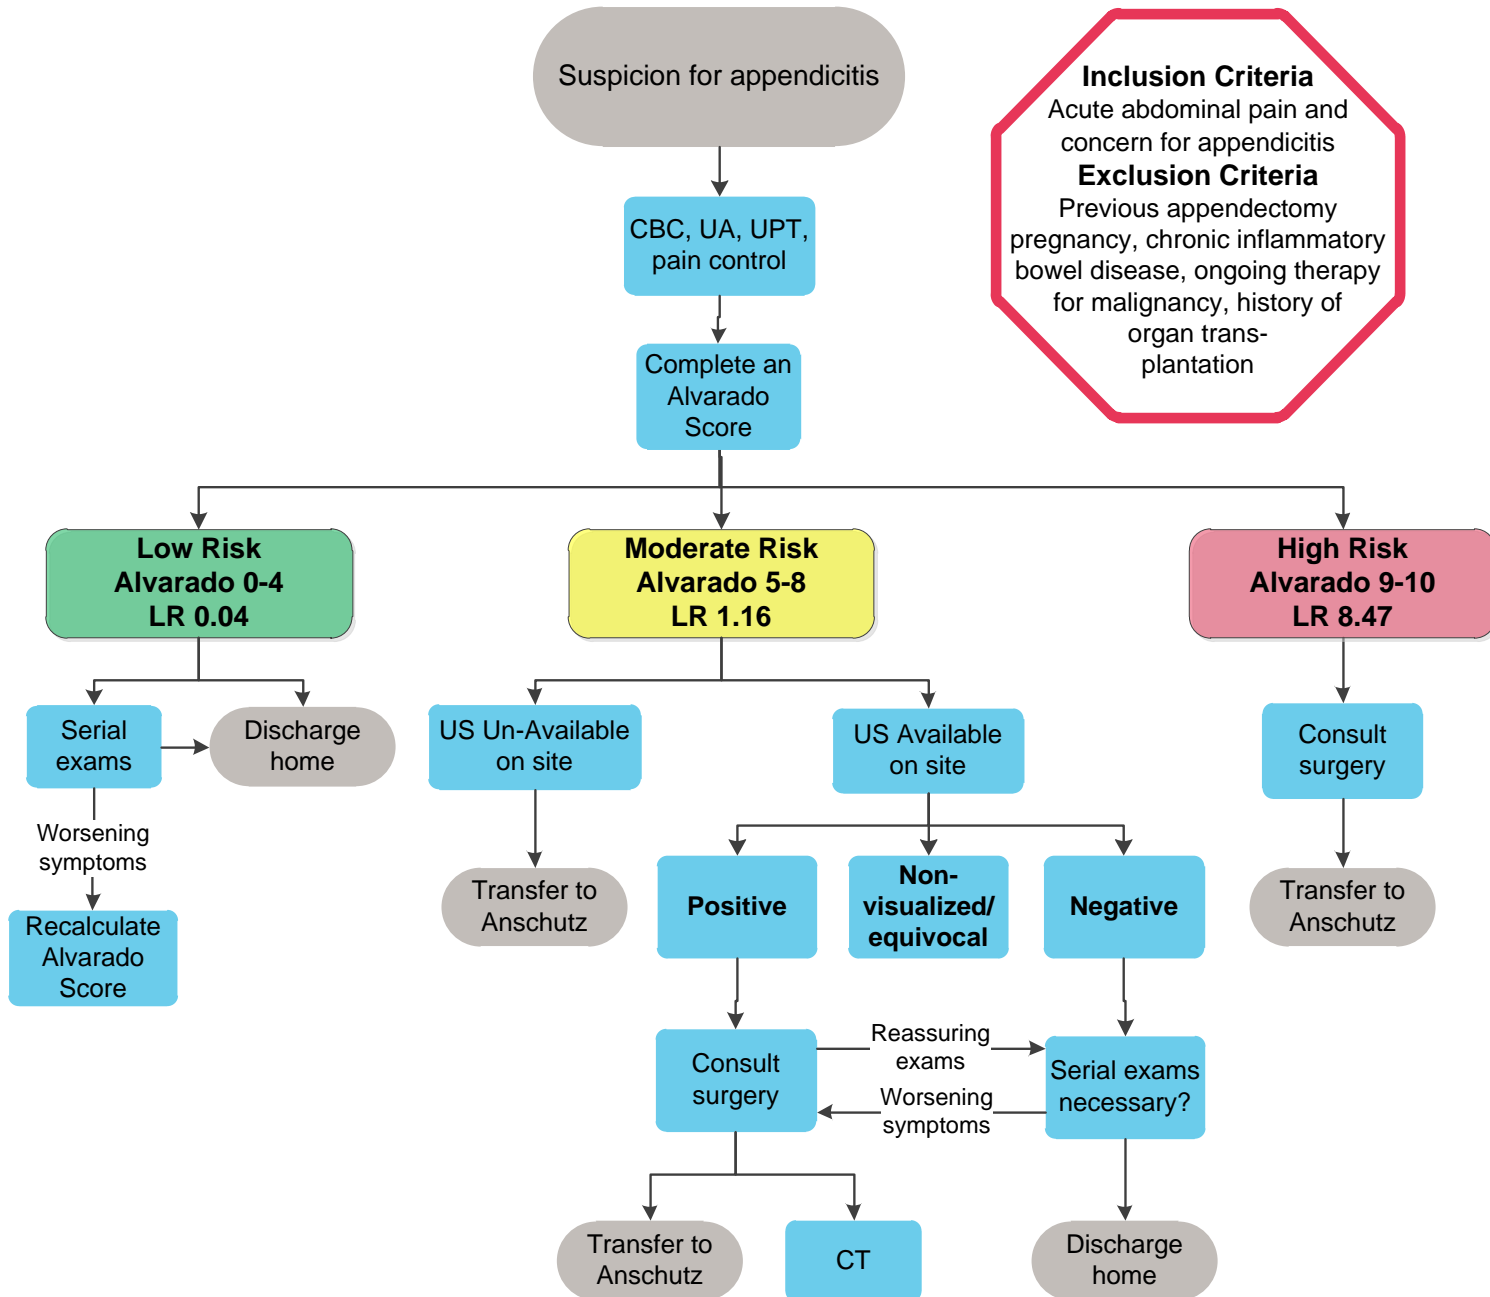 Suspicion for appendicitis
Inclusion Criteria
Acute abdominal pain and
concern for appendicitis
Exclusion Criteria
Previous appendectomy
pregnancy, chronic inflammatory
bowel disease, ongoing therapy
for malignancy, history of
organ trans-
plantation
CBC, UA, UPT,
pain control
Complete an
Alvarado
Score
Low Risk
Alvarado 0-4
LR 0.04
Moderate Risk
Alvarado 5-8
LR 1.16
High Risk
Alvarado 9-10
LR 8.47
Serial
exams
Discharge
home
US Un-Available
on site
US Available
on site
Consult
surgery
Worsening
symptoms
Recalculate
Alvarado
Score
Transfer to
Anschutz
Positive
Non-
visualized/
equivocal
Negative
Transfer to
Anschutz
Consult
surgery
Reassuring
exams
Worsening
symptoms
Serial exams
necessary?
Transfer to
Anschutz
CT
Discharge
home